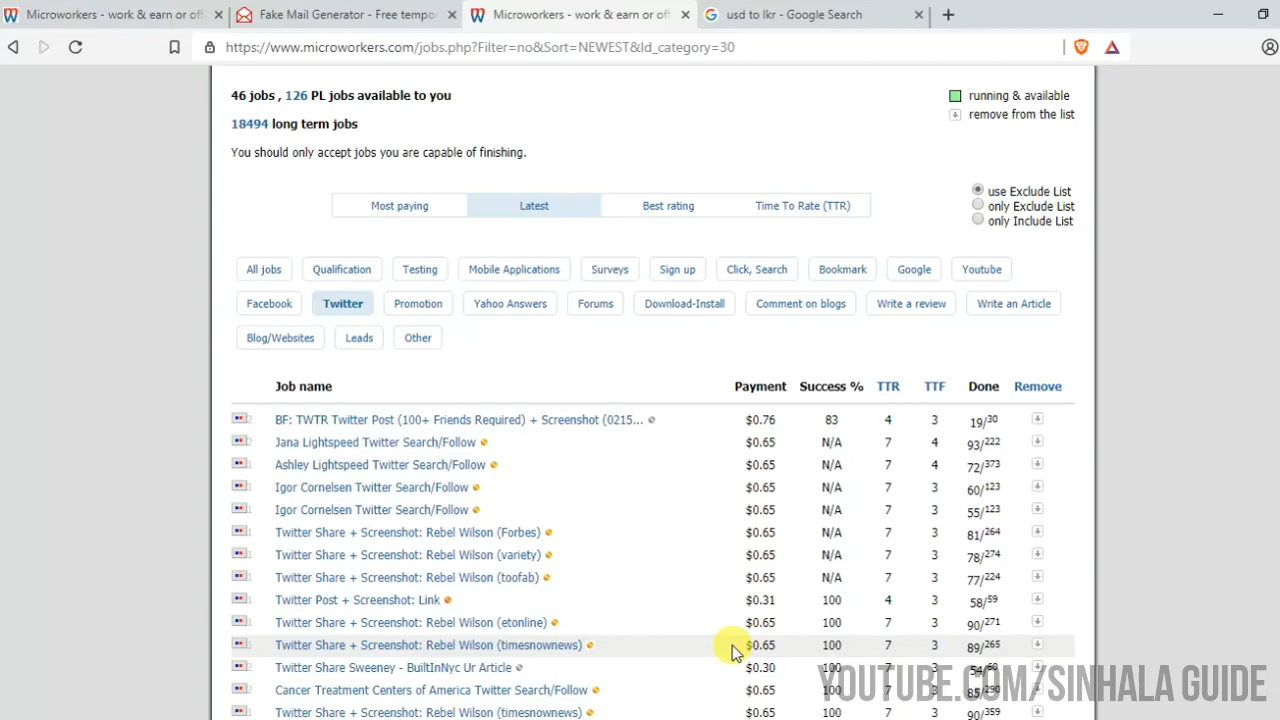 Microworkers - work & earn or off
Fake Mail Generator - Free tempo
Microworkers - work & earn or off
usd to lkr - Google Search
https://www.microworkers.com/jobs.php?Filter=no&Sort=NEWEST&Id_category=30
46 jobs , 126 PL jobs available to you
running & available
18494 long term jobs
remove from the list
You should only accept jobs you are capable of finishing.
Most paying Latest Best rating Time To Rate (TTR)
use Exclude List
only Exclude List
only Include List
All jobs Qualification Testing Mobile Applications Surveys Sign up Click, Search Bookmark Google Youtube
Facebook Twitter Promotion Yahoo Answers Forums Download-Install Comment on blogs Write a review Write an Article
Blog/Websites Leads Other
Job name Payment Success % TTR TTF Done Remove
BF: TWTR Twitter Post (100+ Friends Required) + Screenshot (0215... $0.76 83 4 3 19/30
Jana Lightspeed Twitter Search/Follow $0.65 N/A 7 4 93/222
Ashley Lightspeed Twitter Search/Follow $0.65 N/A 7 4 72/373
Igor Cornelsen Twitter Search/Follow $0.65 N/A 7 3 60/123
Igor Cornelsen Twitter Search/Follow $0.65 N/A 7 3 55/123
Twitter Share + Screenshot: Rebel Wilson (Forbes) $0.65 N/A 7 3 81/264
Twitter Share + Screenshot: Rebel Wilson (variety) $0.65 N/A 7 3 78/274
Twitter Share + Screenshot: Rebel Wilson (toofab) $0.65 N/A 7 3 77/224
Twitter Post + Screenshot: Link $0.31 100 4 3 58/59
Twitter Share + Screenshot: Rebel Wilson (etonline) $0.65 100 7 3 90/271
Twitter Share + Screenshot: Rebel Wilson (timesnownews) $0.65 100 7 3 89/265
Twitter Share Sweeney - BuiltInNyc Ur Article $0.30 100 7 3 54/60
Cancer Treatment Centers of America Twitter Search/Follow $0.65 100 7 3 85/290
Twitter Share + Screenshot: Rebel Wilson (timesnownews) $0.65 100 7 3 90/359
YOUTUBE.COM/SINHALA GUIDE